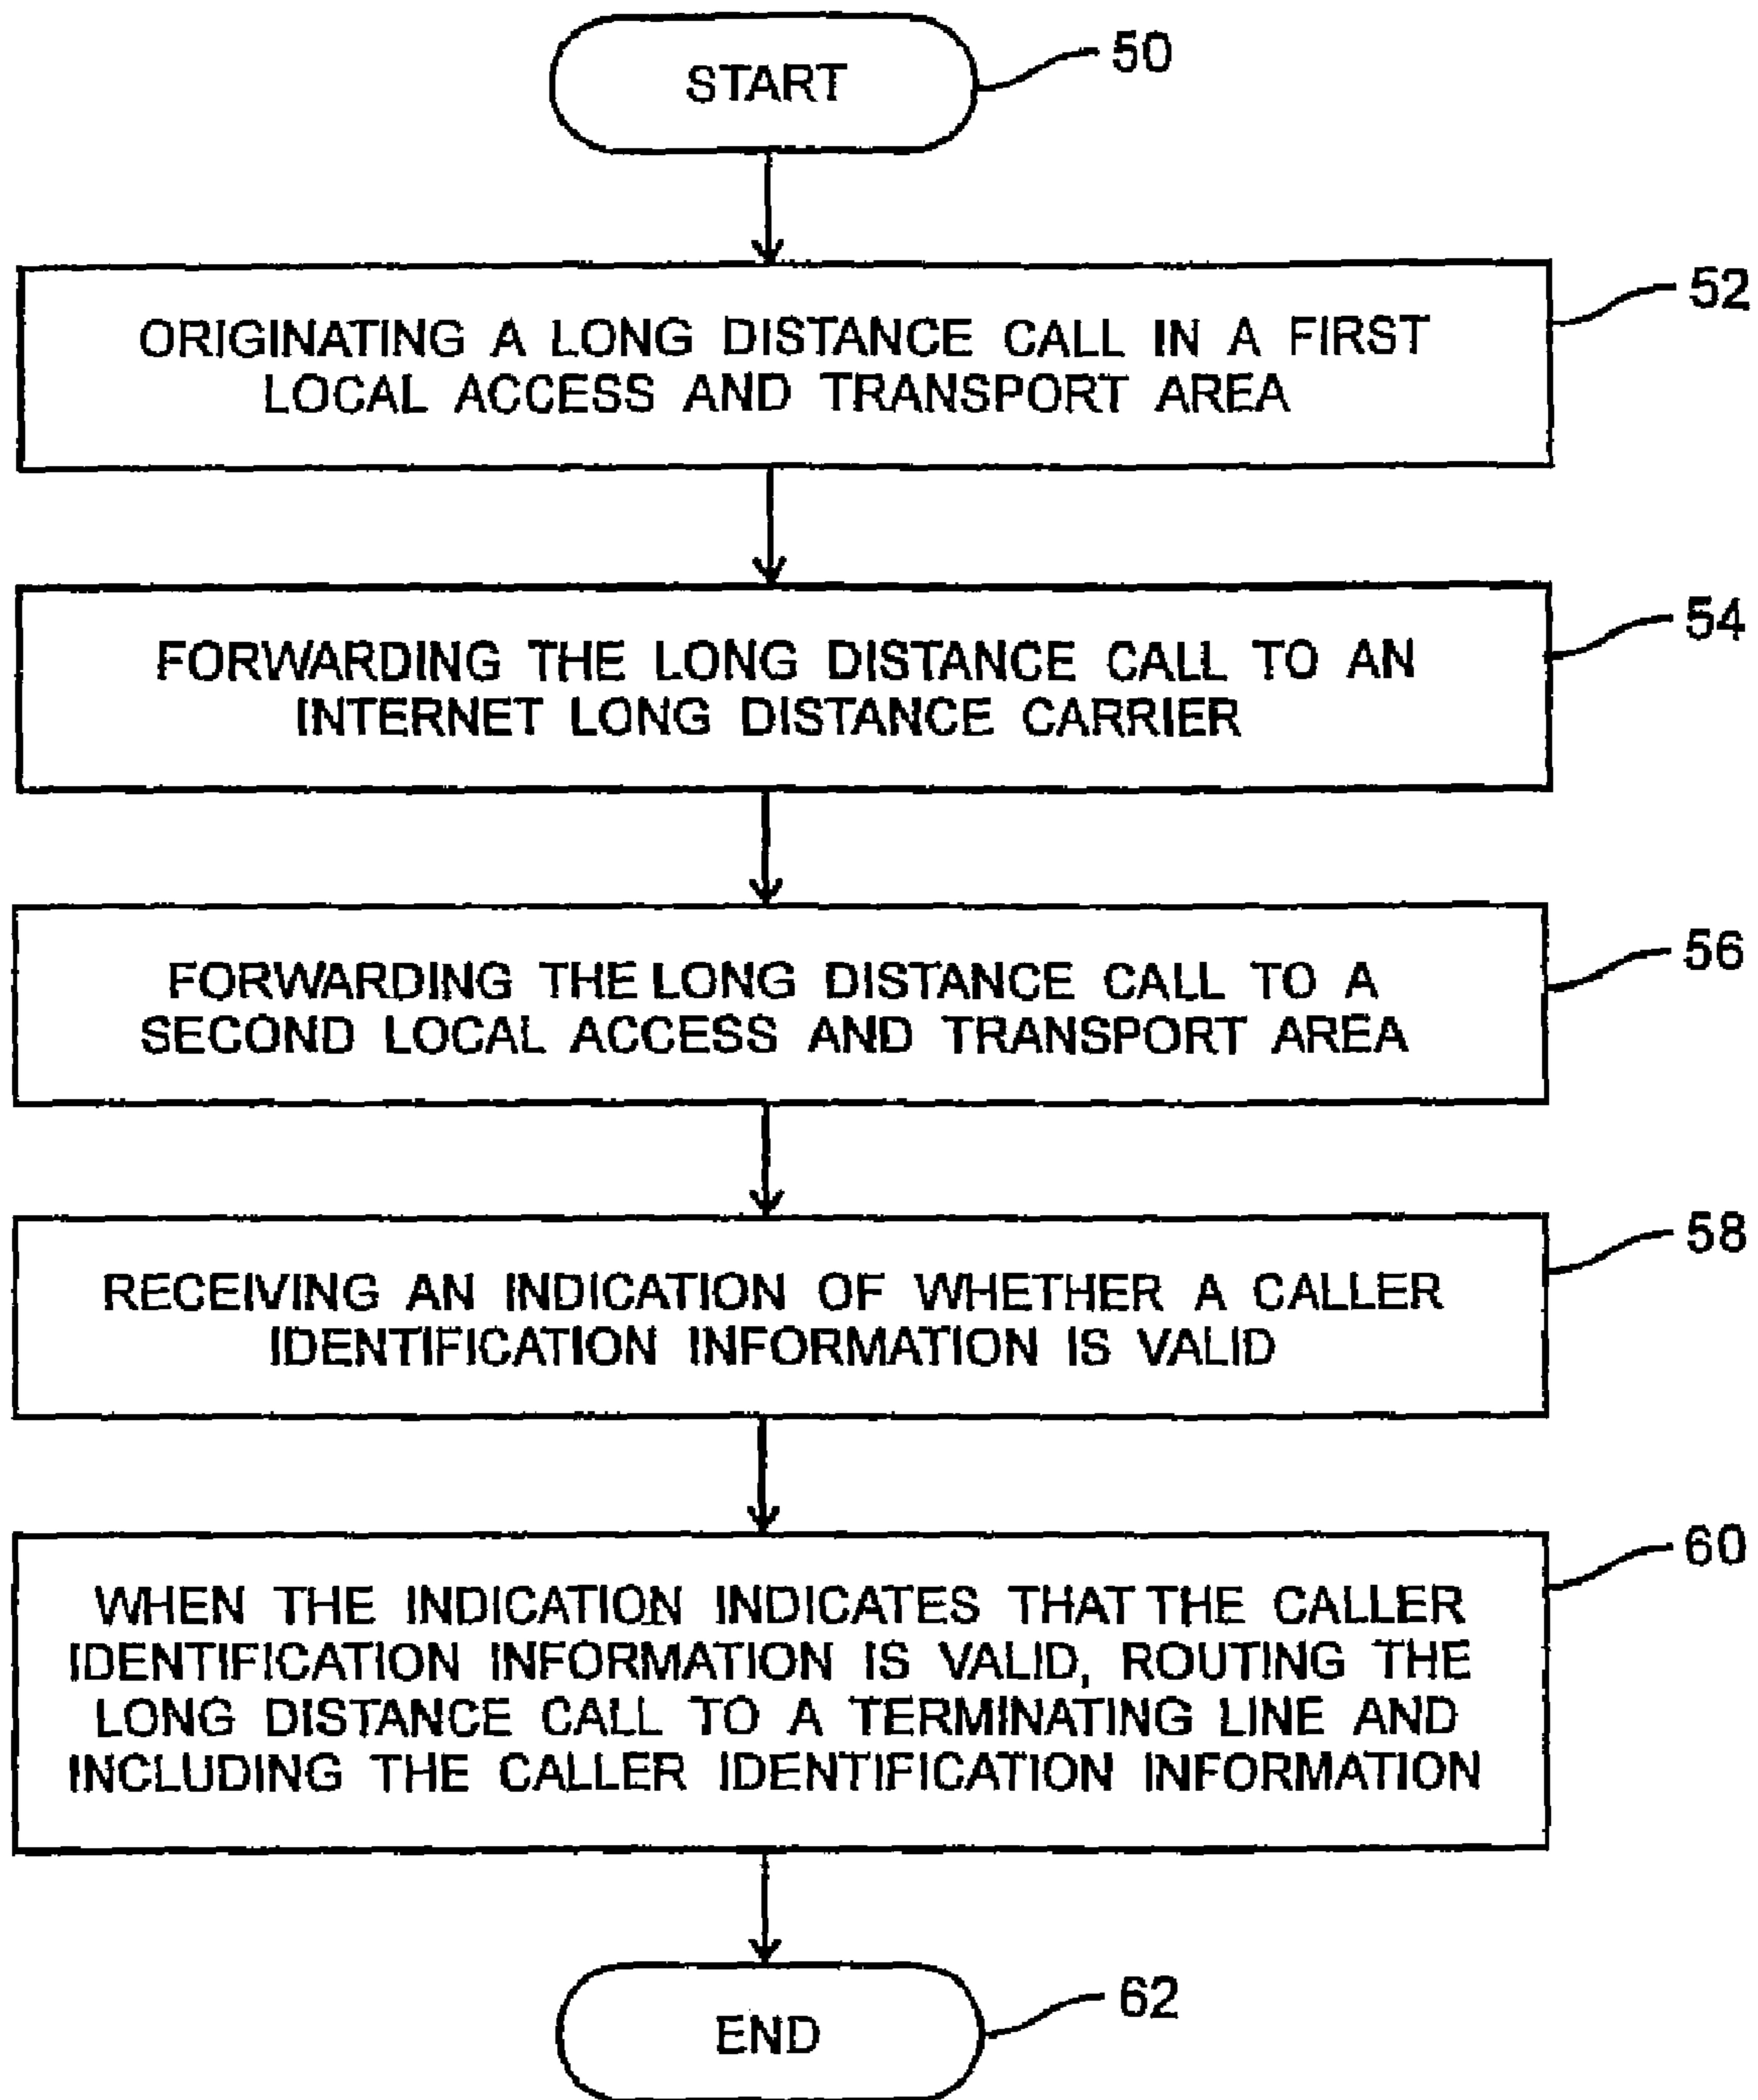 START
50
52
ORIGINATING A LONG DISTANCE CALL IN A FIRST
LOCAL ACCESS AND TRANSPORT AREA
54
FORWARDING THE LONG DISTANCE CALL TO AN
INTERNET LONG DISTANCE CARRIER
56
FORWARDING THE LONG DISTANCE CALL TO A
SECOND LOCAL ACCESS AND TRANSPORT AREA
58
RECEIVING AN INDICATION OF WHETHER A CALLER
IDENTIFICATION INFORMATION IS VALID
60
WHEN THE INDICATION INDICATES THAT THE CALLER
IDENTIFICATION INFORMATION IS VALID, ROUTING THE
LONG DISTANCE CALL TO A TERMINATING LINE AND
INCLUDING THE CALLER IDENTIFICATION INFORMATION
62
END